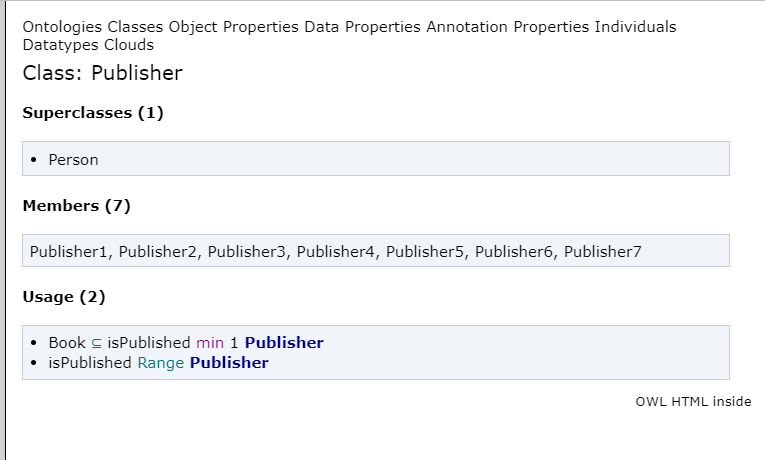 Ontologies Classes Object Properties Data Properties Annotation Properties Individuals
Datatypes Clouds
Class: Publisher
Superclasses (1)
• Person
Members (7)
Publisher1, Publisher2, Publisher3, Publisher4, Publisher5, Publisher6, Publisher7
Usage (2)
• Book ⊆ isPublished min 1 Publisher
• isPublished Range Publisher
OWL HTML inside